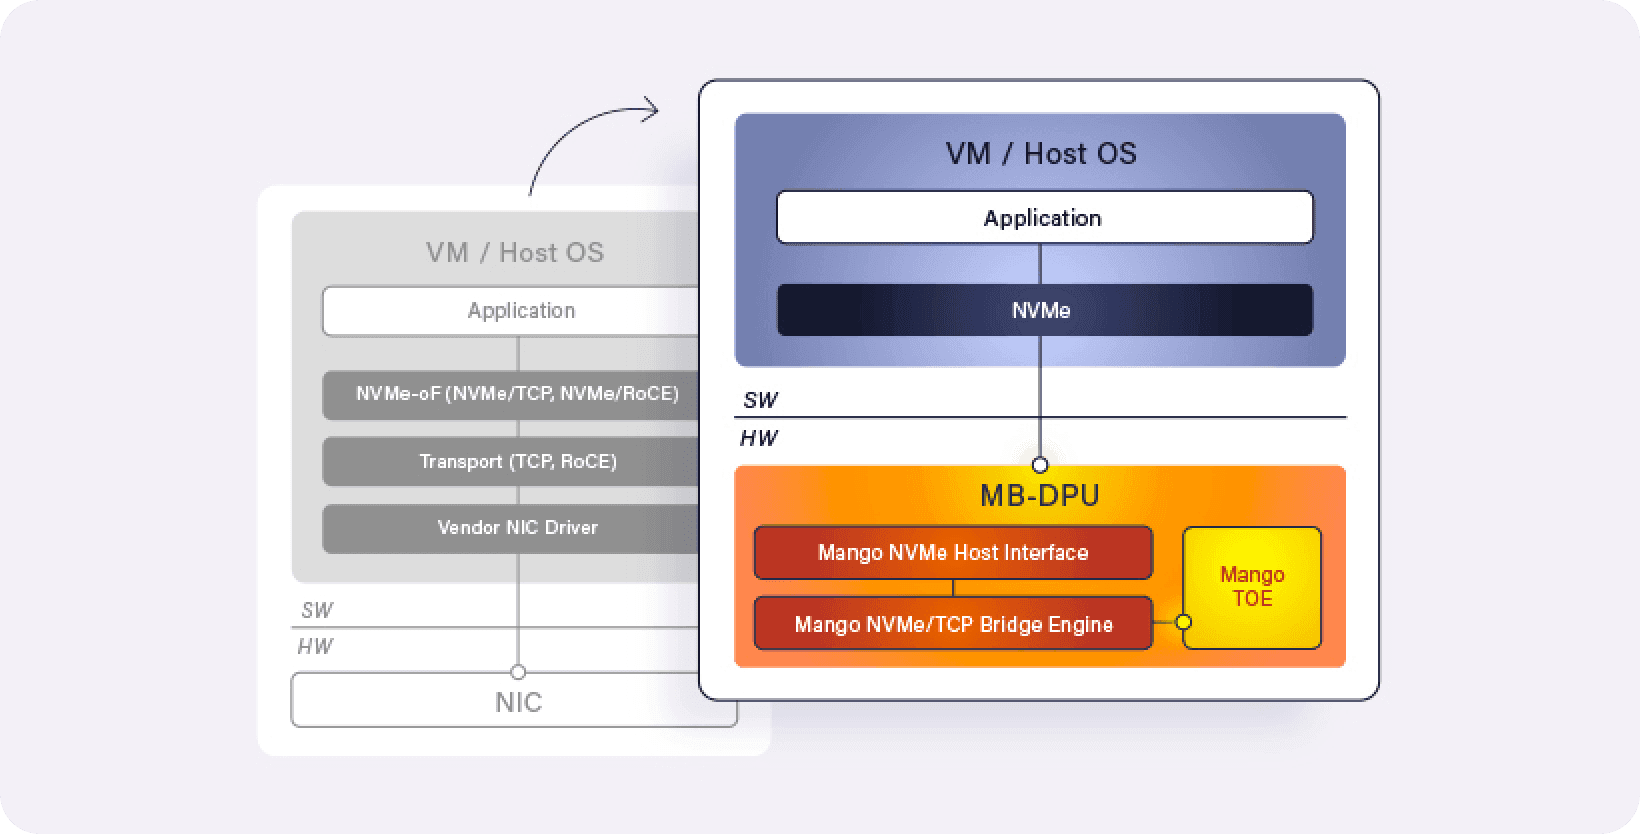 VM / Host OS
Application
NVMe-oF (NVMe/TCP, NVMe/RoCE)
Transport (TCP, RoCE)
Vendor NIC Driver
SW
HW
NIC
VM / Host OS
Application
NVMe
SW
HW
MB-DPU
Mango NVMe Host Interface
Mango NVMe/TCP Bridge Engine
Mango
TOE